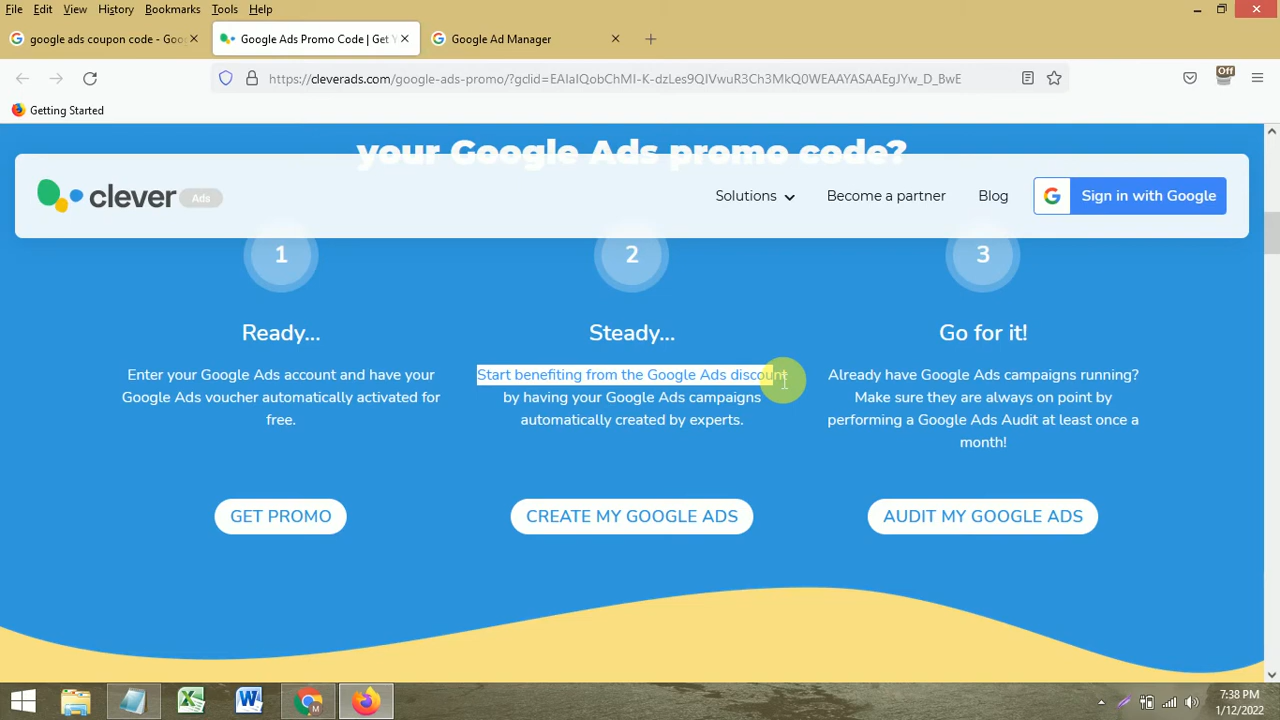 File Edit View History Bookmarks Tools Help
google ads coupon code - Goo
Google Ads Promo Code | Get Y
Google Ad Manager
https://cleverads.com/google-ads-promo/?gclid=EAIaIQobChMI-K-dzLes9QIVwuR3Ch3MkQ0WEAAYASAAEgJYw_D_BwE
Off
Getting Started
your Google Ads promo code?
clever Ads
Solutions
Become a partner
Blog
Sign in with Google
1
2
3
Ready...
Steady...
Go for it!
Enter your Google Ads account and have your
Google Ads voucher automatically activated for
free.
Start benefiting from the Google Ads discount
by having your Google Ads campaigns
automatically created by experts.
Already have Google Ads campaigns running?
Make sure they are always on point by
performing a Google Ads Audit at least once a
month!
GET PROMO
CREATE MY GOOGLE ADS
AUDIT MY GOOGLE ADS
7:38 PM
1/12/2022